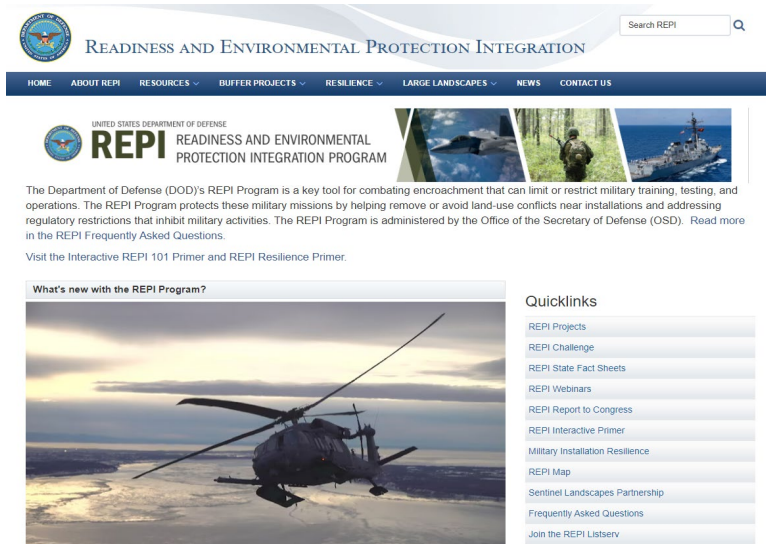 DEPARTMENT OF DEFENSE
READINESS AND ENVIRONMENTAL PROTECTION INTEGRATION
Search REPI
HOME ABOUT REPI RESOURCES BUFFER PROJECTS RESILIENCE LARGE LANDSCAPES NEWS CONTACT US
UNITED STATES DEPARTMENT OF DEFENSE
REPI READINESS AND ENVIRONMENTAL
PROTECTION INTEGRATION PROGRAM
The Department of Defense (DOD)'s REPI Program is a key tool for combating encroachment that can limit or restrict military training, testing, and
operations. The REPI Program protects these military missions by helping remove or avoid land-use conflicts near installations and addressing
regulatory restrictions that inhibit military activities. The REPI Program is administered by the Office of the Secretary of Defense (OSD). Read more
in the REPI Frequently Asked Questions.
Visit the Interactive REPI 101 Primer and REPI Resilience Primer.
What's new with the REPI Program?
Quicklinks
REPI Projects
REPI Challenge
REPI State Fact Sheets
REPI Webinars
REPI Report to Congress
REPI Interactive Primer
Military Installation Resilience
REPI Map
Sentinel Landscapes Partnership
Frequently Asked Questions
Join the REPI Listserv